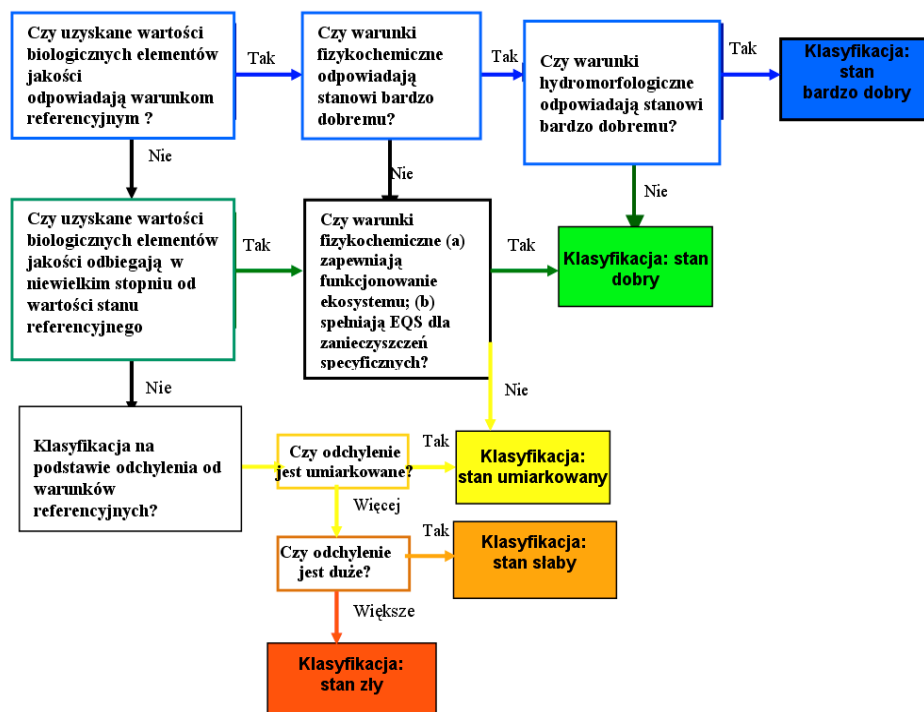 Czy uzyskane wartości
biologicznych elementów
jakości
odpowiadają warunkom
referencyjnym ?
Tak
Czy warunki
fizykochemiczne
odpowiadają
stanowi bardzo
dobremu?
Tak
Czy warunki
hydromorfologiczne
odpowiadają stanowi
bardzo dobremu?
Tak
Klasyfikacja:
stan
bardzo dobry
Nie
Nie
Nie
Czy uzyskane wartości
biologicznych elementów
jakości odbiegają w
niewielkim stopniu od
wartości stanu
referencyjnego
Tak
Czy warunki
fizykochemiczne (a)
zapewniają
funkcjonowanie
ekosystemu; (b)
spełniają EQS dla
zanieczyszczeń
specyficznych?
Tak
Klasyfikacja: stan
dobry
Nie
Nie
Klasyfikacja na
podstawie odchylenia od
warunków
referencyjnych?
Czy odchylenie
jest umiarkowane?
Tak
Klasyfikacja:
stan umiarkowany
Więcej
Czy odchylenie
jest duże?
Tak
Klasyfikacja:
stan słaby
Większe
Klasyfikacja:
stan zły